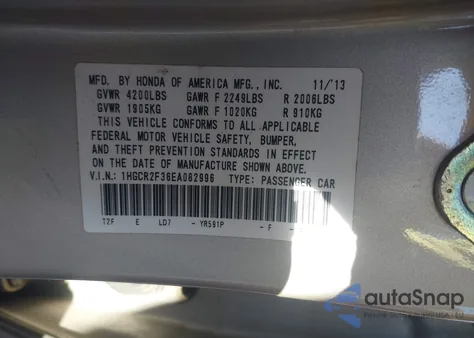 MFD. BY HONDA OF AMERICA MFG., INC. 11/'13
GVWR 4200LBS GAWR F 2249LBS R 2006LBS
GVWR 1905KG GAWR F 1020KG R 910KG
THIS VEHICLE CONFORMS TO ALL APPLICABLE
FEDERAL MOTOR VEHICLE SAFETY, BUMPER,
AND THEFT PREVENTION STANDARDS IN EFFECT
ON THE DATE OF MANUFACTURE SHOWN ABOVE.
V.I.N.: 1HGCR2F36EA082996 TYPE: PASSENGER CAR
T2F E LD7 - YR591P - F -
autoSnap